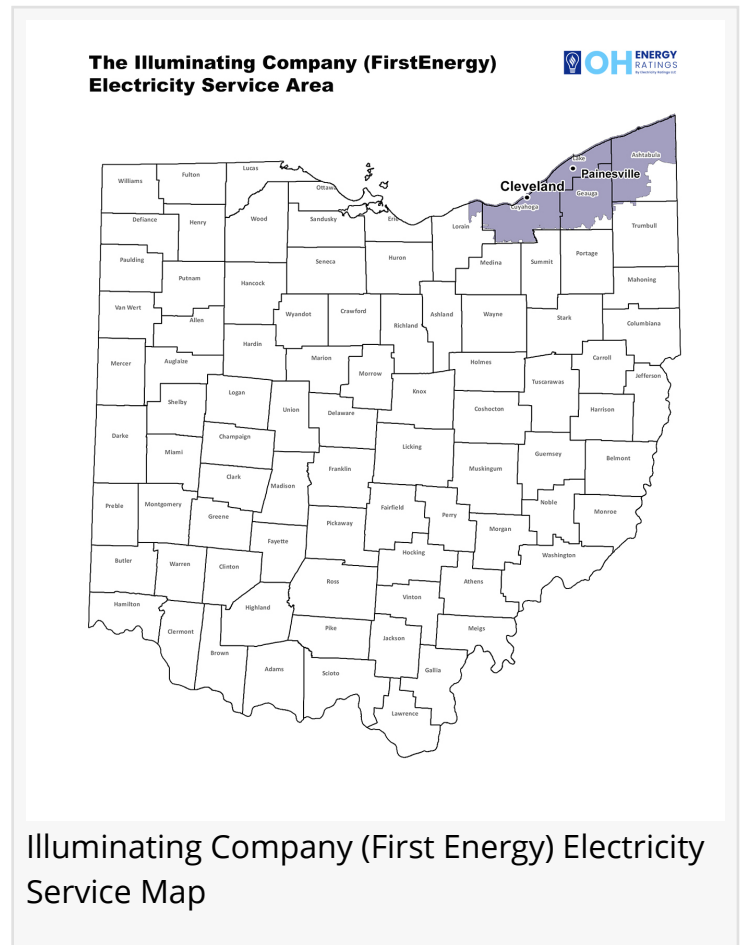 The Illuminating Company (FirstEnergy)
Electricity Service Area
OH ENERGY
RATINGS
By Electricity Ratings LLC
Williams
Fulton
Lucas
Ottawa
Lake
Ashtabula
Painesville
Cleveland
Geauga
Cuyahoga
Defiance
Henry
Wood
Sandusky
Erie
Lorain
Trumbull
Paulding
Putnam
Hancock
Seneca
Huron
Medina
Summit
Portage
Mahoning
Van Wert
Allen
Wyandot
Crawford
Richland
Ashland
Wayne
Stark
Columbiana
Mercer
Auglaize
Hardin
Marion
Morrow
Holmes
Carroll
Tuscarawas
Jefferson
Shelby
Logan
Union
Delaware
Knox
Coshocton
Harrison
Darke
Miami
Champaign
Clark
Madison
Franklin
Licking
Muskingum
Guernsey
Belmont
Preble
Montgomery
Greene
Fayette
Pickaway
Fairfield
Perry
Morgan
Noble
Monroe
Washington
Butler
Warren
Clinton
Ross
Hocking
Vinton
Athens
Hamilton
Clermont
Highland
Pike
Jackson
Meigs
Brown
Adams
Scioto
Gallia
Lawrence
Illuminating Company (First Energy) Electricity
Service Map